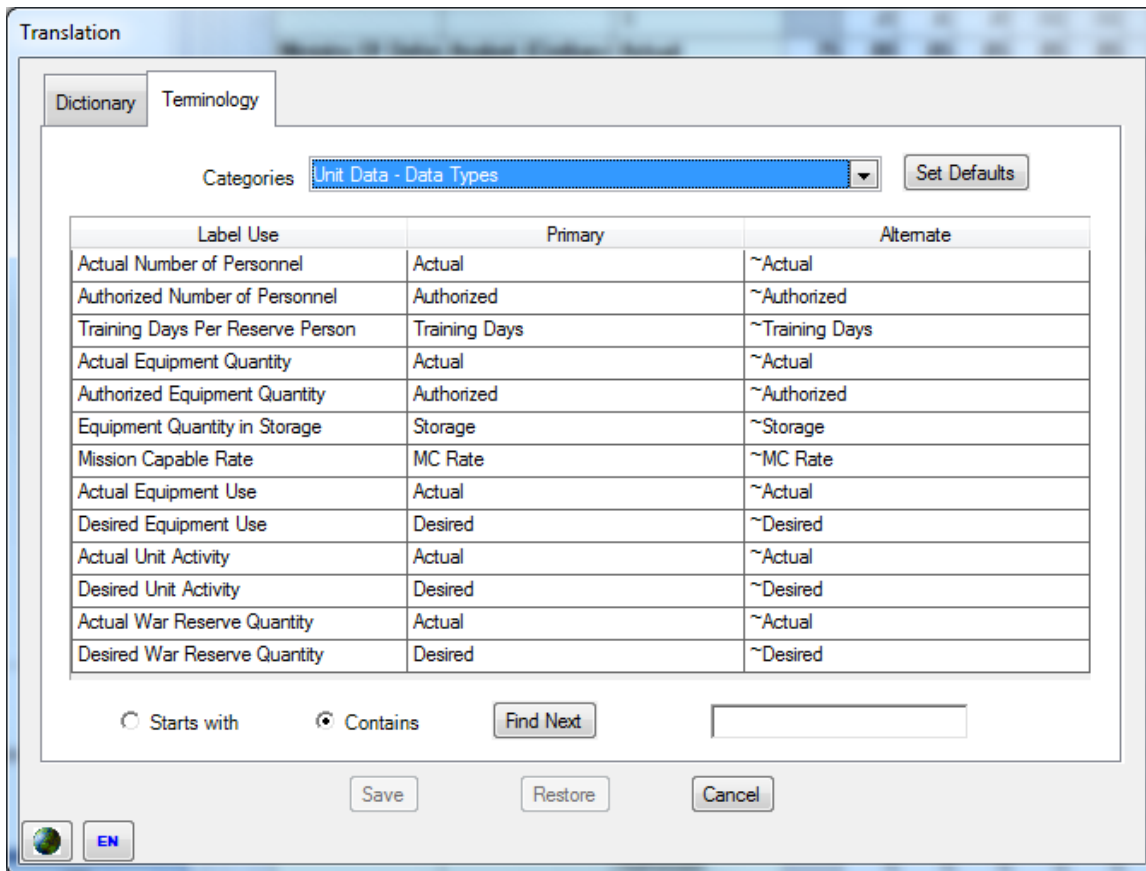 Translation
Dictionary Terminology
Categories Unit Data - Data Types Set Defaults
Label Use Primary Alternate
Actual Number of Personnel Actual ~Actual
Authorized Number of Personnel Authorized ~Authorized
Training Days Per Reserve Person Training Days ~Training Days
Actual Equipment Quantity Actual ~Actual
Authorized Equipment Quantity Authorized ~Authorized
Equipment Quantity in Storage Storage ~Storage
Mission Capable Rate MC Rate ~MC Rate
Actual Equipment Use Actual ~Actual
Desired Equipment Use Desired ~Desired
Actual Unit Activity Actual ~Actual
Desired Unit Activity Desired ~Desired
Actual War Reserve Quantity Actual ~Actual
Desired War Reserve Quantity Desired ~Desired
Starts with Contains Find Next
Save Restore Cancel
EN